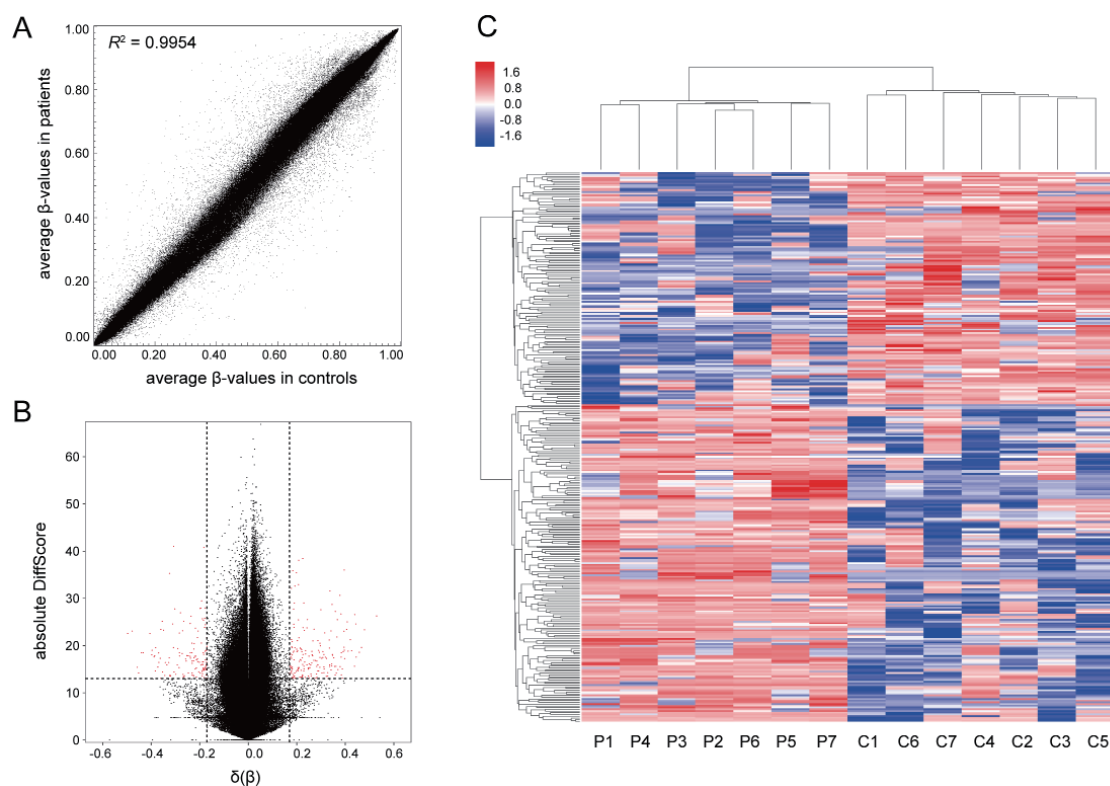 A
R² = 0.9954
1.00
0.80
0.60
0.40
0.20
0.00
0.00 0.20 0.40 0.60 0.80 1.00
average β-values in patients
average β-values in controls
B
60
50
40
30
20
10
0
-0.6 -0.4 -0.2 0.0 0.2 0.4 0.6
absolute DiffScore
δ(β)
C
1.6
0.8
0.0
-0.8
-1.6
P1 P4 P3 P2 P6 P5 P7 C1 C6 C7 C4 C2 C3 C5